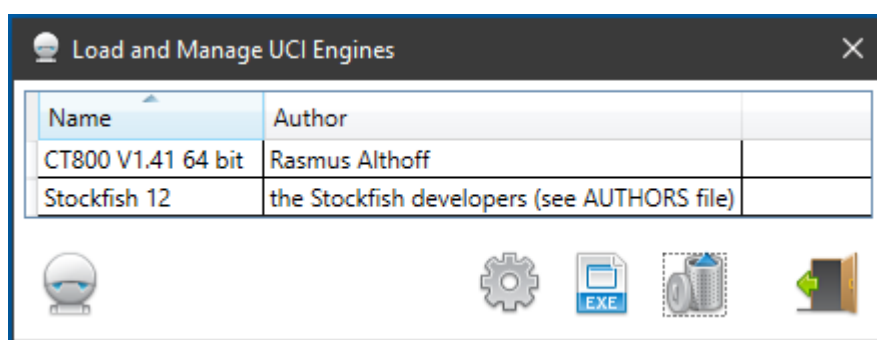 Load and Manage UCI Engines
Name Author
CT800 V1.41 64 bit Rasmus Althoff
Stockfish 12 the Stockfish developers (see AUTHORS file)
EXE